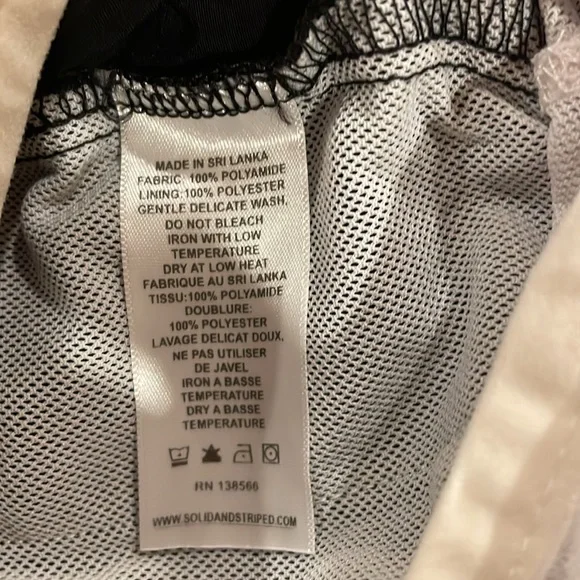 MADE IN SRI LANKA
FABRIC: 100% POLYAMIDE
LINING:100% POLYESTER
GENTLE DELICATE WASH,
DO NOT BLEACH
IRON WITH LOW
TEMPERATURE
DRY AT LOW HEAT
FABRIQUE AU SRI LANKA
TISSU:100% POLYAMIDE
DOUBLURE:
100% POLYESTER
LAVAGE DELICAT DOUX,
NE PAS UTILISER
DE JAVEL
IRON A BASSE
TEMPERATURE
DRY A BASSE
TEMPERATURE
RN 138566
WWW.SOLIDANDSTRIPED.COM